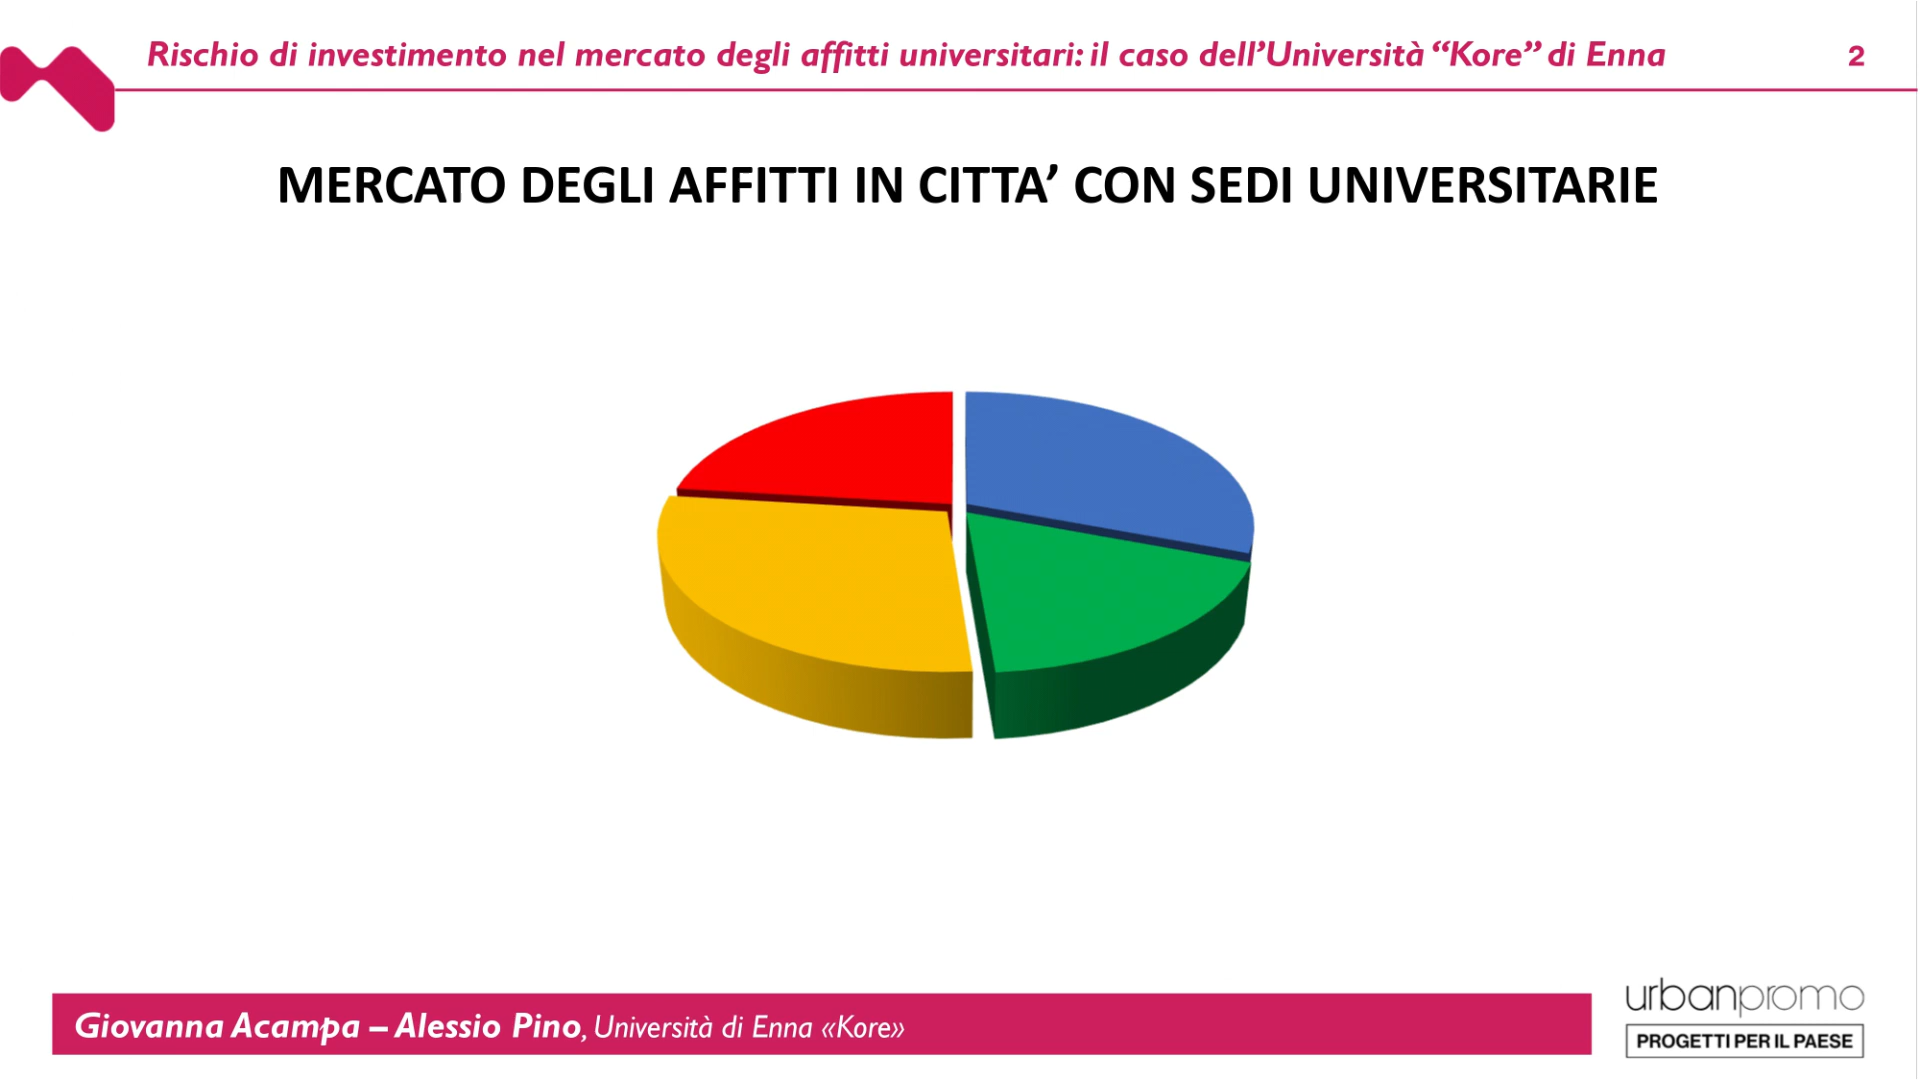 Rischio di investimento nel mercato degli affitti universitari: il caso dell’Università “Kore” di Enna
2
MERCATO DEGLI AFFITTI IN CITTA’ CON SEDI UNIVERSITARIE
Giovanna Acampa – Alessio Pino, Università di Enna «Kore»
urbanpromo
PROGETTI PER IL PAESE